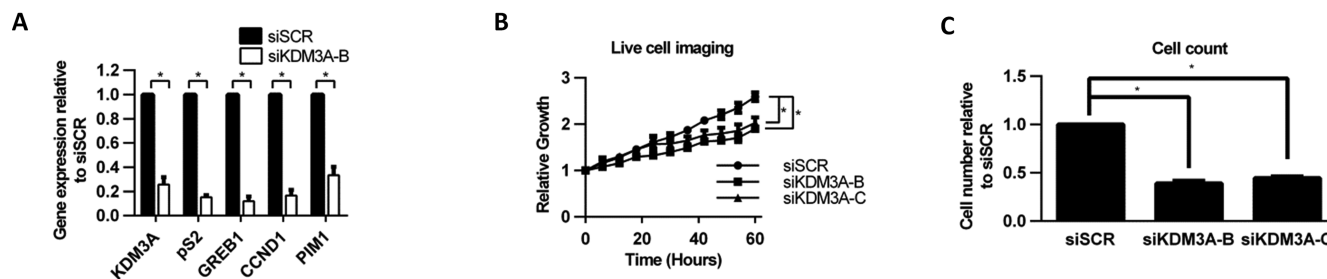 A
siSCR
siKDM3A-B
Gene expression relative
to siSCR
1.2
1.0
0.8
0.6
0.4
0.2
0.0
* * * * *
KDM3A
pS2
GREB1
CCND1
PIM1
B
Live cell imaging
Relative Growth
3
2
1
0
0 20 40 60
Time (Hours)
* *
siSCR
siKDM3A-B
siKDM3A-C
C
Cell count
Cell number relative
to siSCR
1.5
1.0
0.5
0.0
*
*
siSCR siKDM3A-B siKDM3A-C